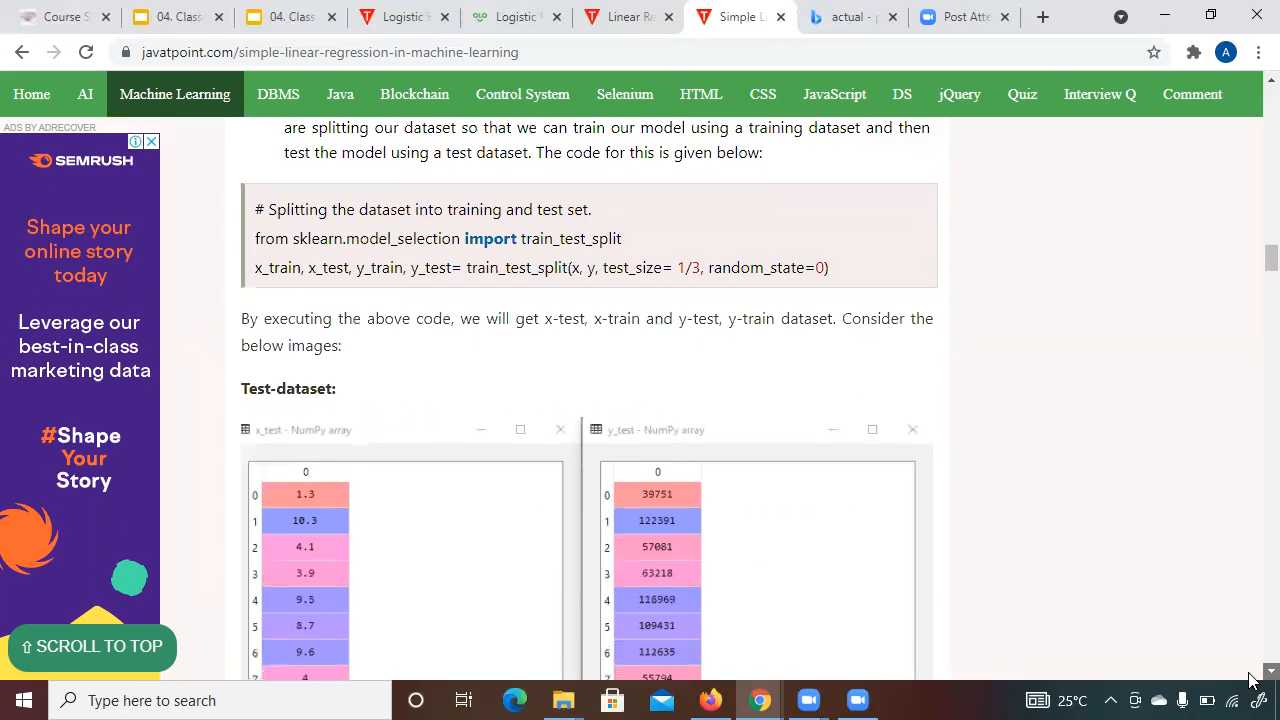 Course S
04. Class
04. Class
Logistic R
Logistic
Linear Re
Simple Li
actual - p
Post Atte
javatpoint.com/simple-linear-regression-in-machine-learning
A
Home AI Machine Learning DBMS Java Blockchain Control System Selenium HTML CSS JavaScript DS jQuery Quiz Interview Q Comment
ADS BY ADRECOVER
SEMRUSH
Shape your
online story
today
Leverage our
best-in-class
marketing data
#Shape
Your
Story
⇧ SCROLL TO TOP
are splitting our dataset so that we can train our model using a training dataset and then
test the model using a test dataset. The code for this is given below:
# Splitting the dataset into training and test set.
from sklearn.model_selection import train_test_split
x_train, x_test, y_train, y_test= train_test_split(x, y, test_size= 1/3, random_state=0)
By executing the above code, we will get x-test, x-train and y-test, y-train dataset. Consider the
below images:
Test-dataset:
x_test - NumPy array
0
0 1.3
1 10.3
2 4.1
3 3.9
4 9.5
5 8.7
6 9.6
7 4
y_test - NumPy array
0
0 39751
1 122391
2 57081
3 63218
4 116969
5 109431
6 112635
7 55794
Type here to search
25°C